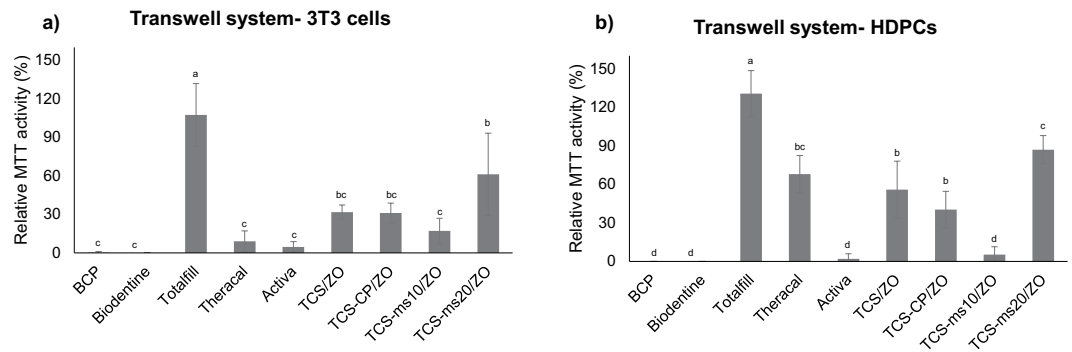 a)
Transwell system- 3T3 cells
Relative MTT activity (%)
150
120
90
60
30
0
c
c
a
c
c
bc
bc
c
b
BCP
Biodentine
Totalfill
Theracal
Activa
TCS/ZO
TCS-CP/ZO
TCS-ms10/ZO
TCS-ms20/ZO
b)
Transwell system- HDPCs
Relative MTT activity (%)
150
120
90
60
30
0
d
d
a
bc
d
b
b
d
c
BCP
Biodentine
Totalfill
Theracal
Activa
TCS/ZO
TCS-CP/ZO
TCS-ms10/ZO
TCS-ms20/ZO